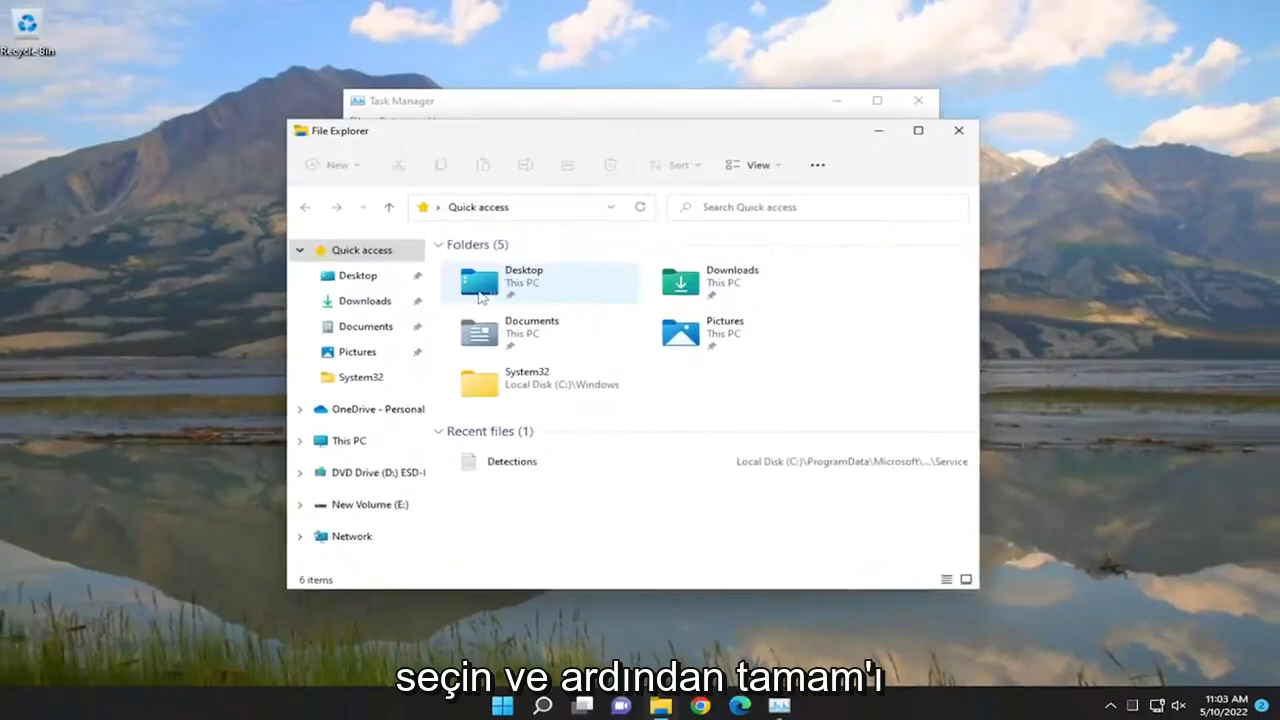 Recycle Bin
Task Manager
File Explorer
New
Sort
View
Quick access
Search Quick access
Quick access
Desktop
Downloads
Documents
Pictures
System32
OneDrive - Personal
This PC
DVD Drive (D:) ESD-I
New Volume (E:)
Network
Folders (5)
Desktop
This PC
Downloads
This PC
Documents
This PC
Pictures
This PC
System32
Local Disk (C:)\Windows
Recent files (1)
Detections
Local Disk (C:)\ProgramData\Microsoft\...\Service
6 items
seçin ve ardından tamam'ı
11:03 AM
5/10/2022
2